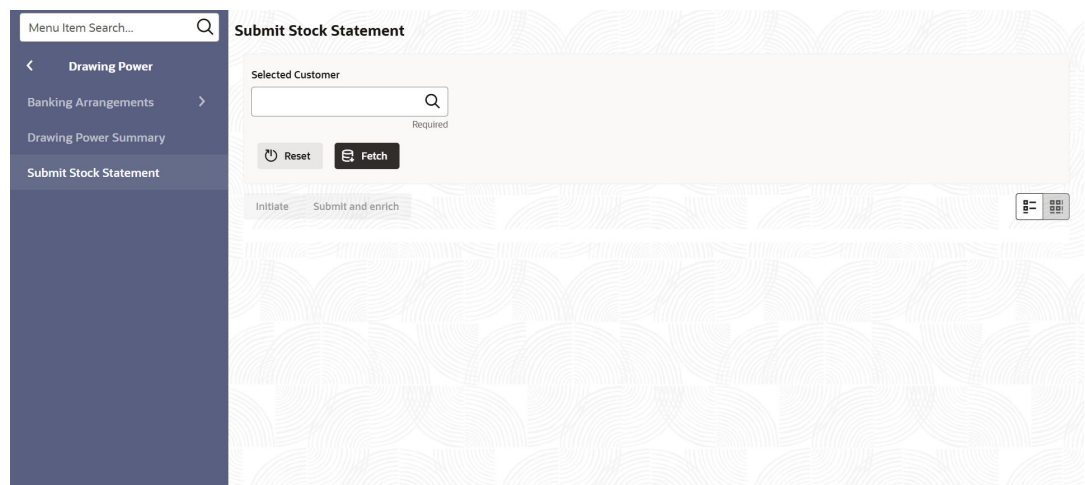 Menu Item Search...
Submit Stock Statement
Drawing Power
Banking Arrangements
Drawing Power Summary
Submit Stock Statement
Selected Customer
Required
Reset
Fetch
Initiate
Submit and enrich